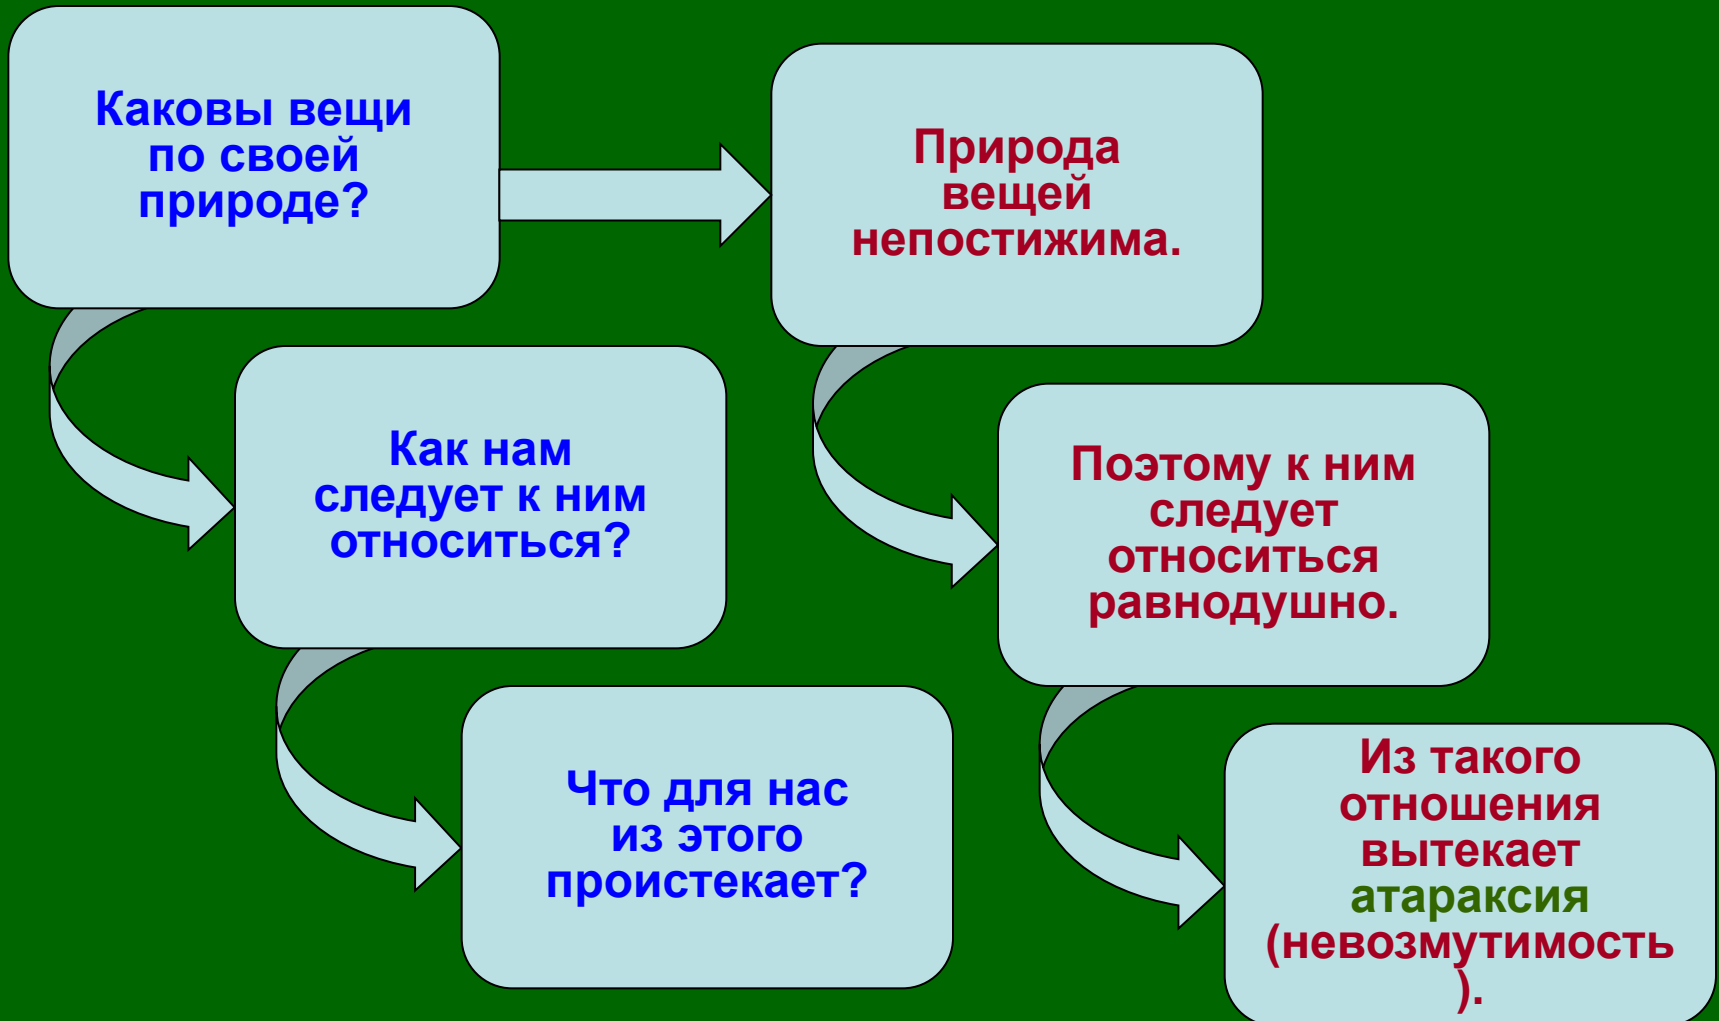 Каковы вещи
по своей
природе?
Природа
вещей
непостижима.
Как нам
следует к ним
относиться?
Поэтому к ним
следует
относиться
равнодушно.
Что для нас
из этого
проистекает?
Из такого
отношения
вытекает
атараксия
(невозмутимость
).